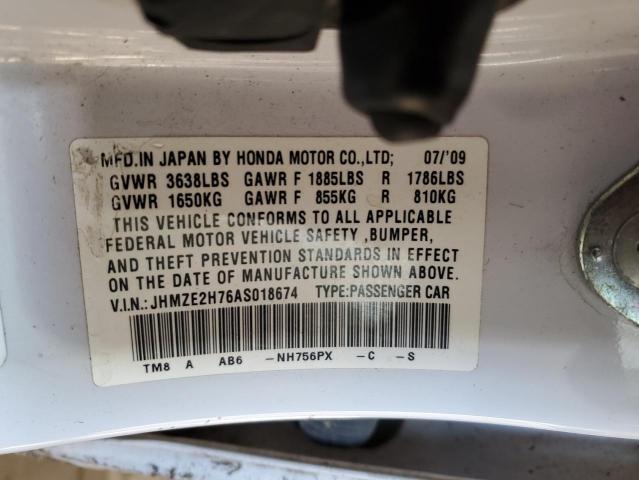 MFD.IN JAPAN BY HONDA MOTOR CO.,LTD; 07/'09
GVWR 3638LBS GAWR F 1885LBS R 1786LBS
GVWR 1650KG GAWR F 855KG R 810KG
THIS VEHICLE CONFORMS TO ALL APPLICABLE
FEDERAL MOTOR VEHICLE SAFETY ,BUMPER,
AND THEFT PREVENTION STANDARDS IN EFFECT
ON THE DATE OF MANUFACTURE SHOWN ABOVE.
V.I.N.:JHMZE2H76AS018674 TYPE:PASSENGER CAR
TM8 A AB6 -NH756PX -C -S